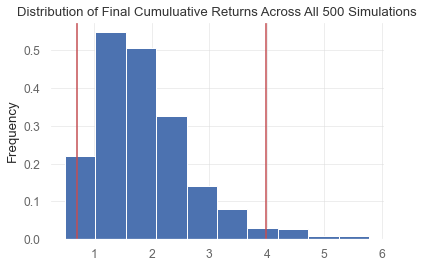 Distribution of Final Cumuluative Returns Across All 500 Simulations
Frequency
0.5
0.4
0.3
0.2
0.1
0.0
1 2 3 4 5 6